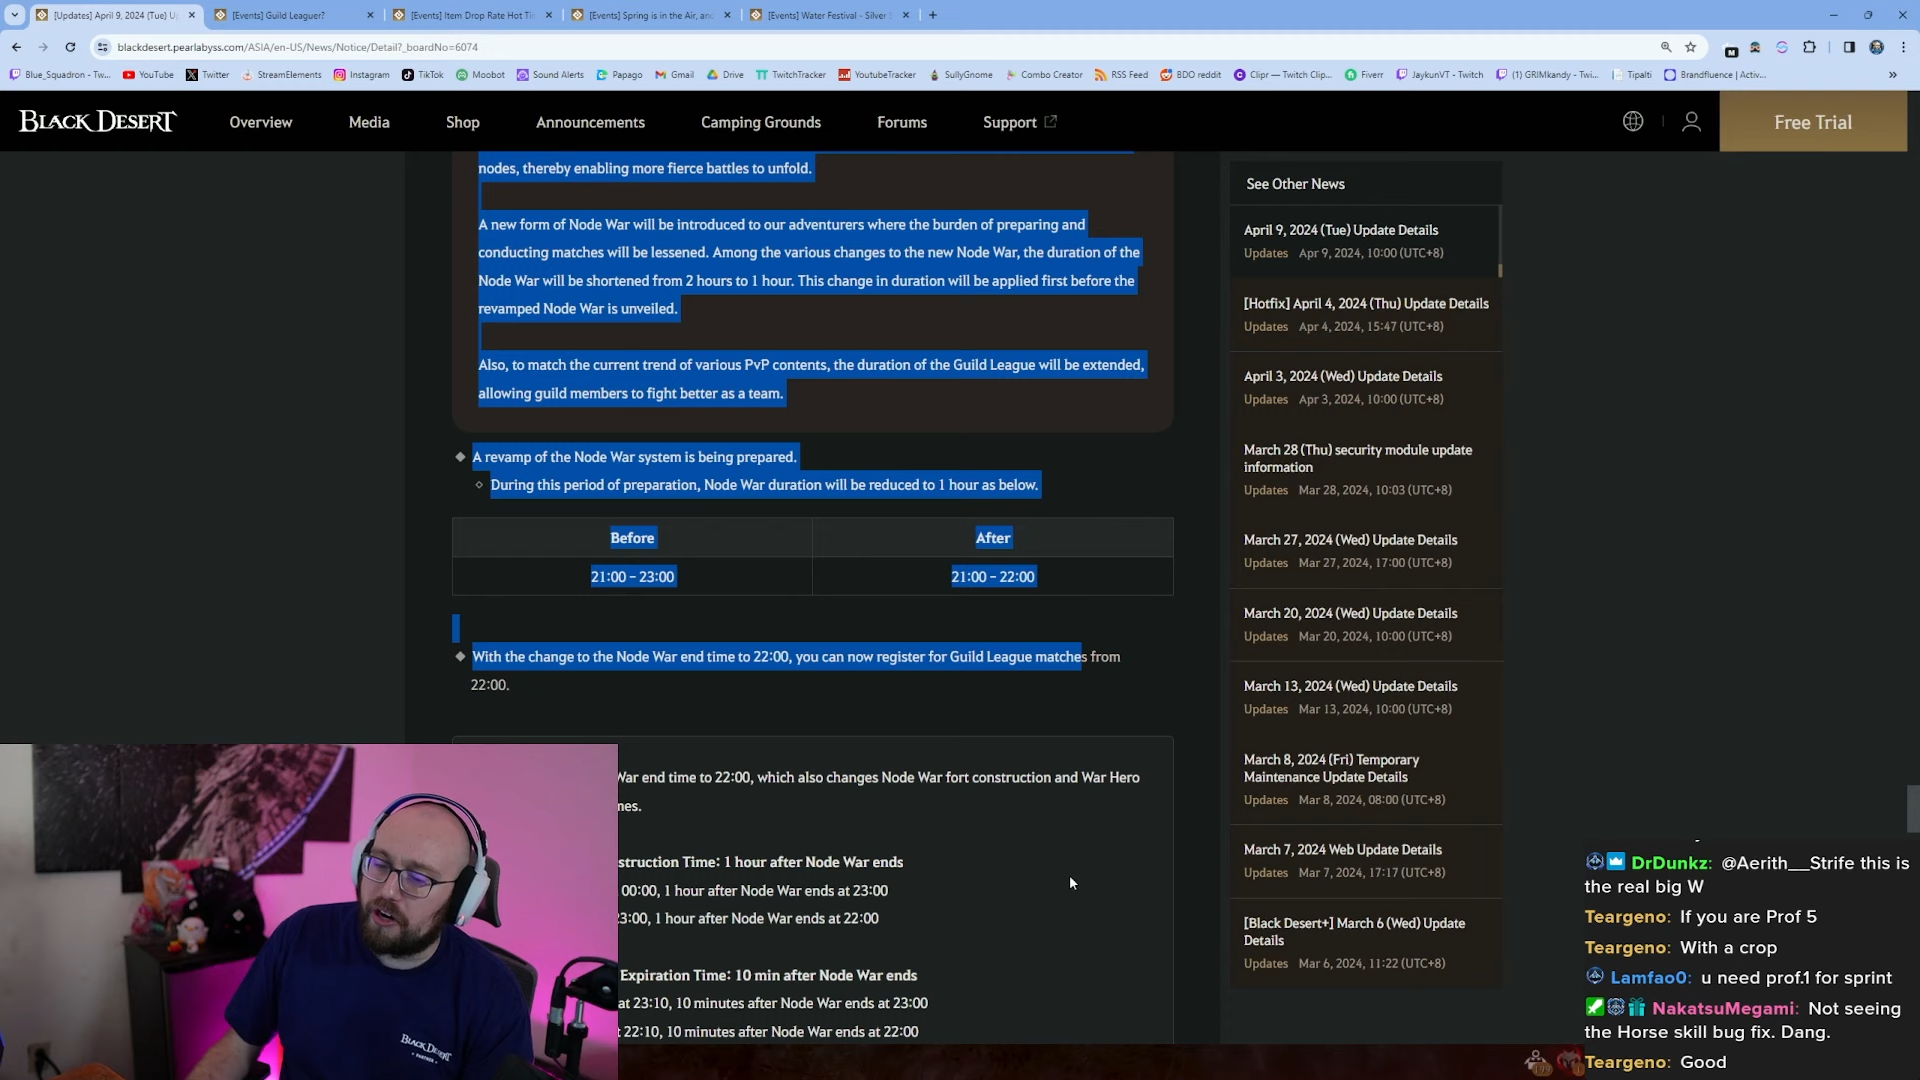 [Updates] April 9, 2024 (Tue) U
[Events] Guild Leaguer?
[Events] Item Drop Rate Hot Ti
[Events] Spring is in the Air, an
[Events] Water Festival - Silver
blackdesert.pearlabyss.com/ASIA/en-US/News/Notice/Detail?_boardNo=6074
Blue_Squadron - Tw...
YouTube
Twitter
StreamElements
Instagram
TikTok
Moobot
Sound Alerts
Papago
Gmail
Drive
TwitchTracker
YoutubeTracker
SullyGnome
Combo Creator
RSS Feed
BDO reddit
Clipr — Twitch Clip...
Fiverr
JaykunVT - Twitch
(1) GRIMkandy - Twi...
Tipalti
Brandfluence | Activ...
BLACK DESERT
Overview
Media
Shop
Announcements
Camping Grounds
Forums
Support
Free Trial
nodes, thereby enabling more fierce battles to unfold.
A new form of Node War will be introduced to our adventurers where the burden of preparing and
conducting matches will be lessened. Among the various changes to the new Node War, the duration of the
Node War will be shortened from 2 hours to 1 hour. This change in duration will be applied first before the
revamped Node War is unveiled.
Also, to match the current trend of various PvP contents, the duration of the Guild League will be extended,
allowing guild members to fight better as a team.
A revamp of the Node War system is being prepared.
During this period of preparation, Node War duration will be reduced to 1 hour as below.
Before
After
21:00 – 23:00
21:00 – 22:00
With the change to the Node War end time to 22:00, you can now register for Guild League matches from
22:00.
War end time to 22:00, which also changes Node War fort construction and War Hero
mes.
struction Time: 1 hour after Node War ends
00:00, 1 hour after Node War ends at 23:00
23:00, 1 hour after Node War ends at 22:00
Expiration Time: 10 min after Node War ends
at 23:10, 10 minutes after Node War ends at 23:00
t 22:10, 10 minutes after Node War ends at 22:00
See Other News
April 9, 2024 (Tue) Update Details
Updates Apr 9, 2024, 10:00 (UTC+8)
[Hotfix] April 4, 2024 (Thu) Update Details
Updates Apr 4, 2024, 15:47 (UTC+8)
April 3, 2024 (Wed) Update Details
Updates Apr 3, 2024, 10:00 (UTC+8)
March 28 (Thu) security module update
information
Updates Mar 28, 2024, 10:03 (UTC+8)
March 27, 2024 (Wed) Update Details
Updates Mar 27, 2024, 17:00 (UTC+8)
March 20, 2024 (Wed) Update Details
Updates Mar 20, 2024, 10:00 (UTC+8)
March 13, 2024 (Wed) Update Details
Updates Mar 13, 2024, 10:00 (UTC+8)
March 8, 2024 (Fri) Temporary
Maintenance Update Details
Updates Mar 8, 2024, 08:00 (UTC+8)
March 7, 2024 Web Update Details
Updates Mar 7, 2024, 17:17 (UTC+8)
[Black Desert+] March 6 (Wed) Update
Details
Updates Mar 6, 2024, 11:22 (UTC+8)
DrDunkz: @Aerith__Strife this is
the real big W
Teargeno: If you are Prof 5
Teargeno: With a crop
Lamfao0: u need prof.1 for sprint
NakatsuMegami: Not seeing
the Horse skill bug fix. Dang.
Teargeno: Good
BLACK DESERT
PARTNER